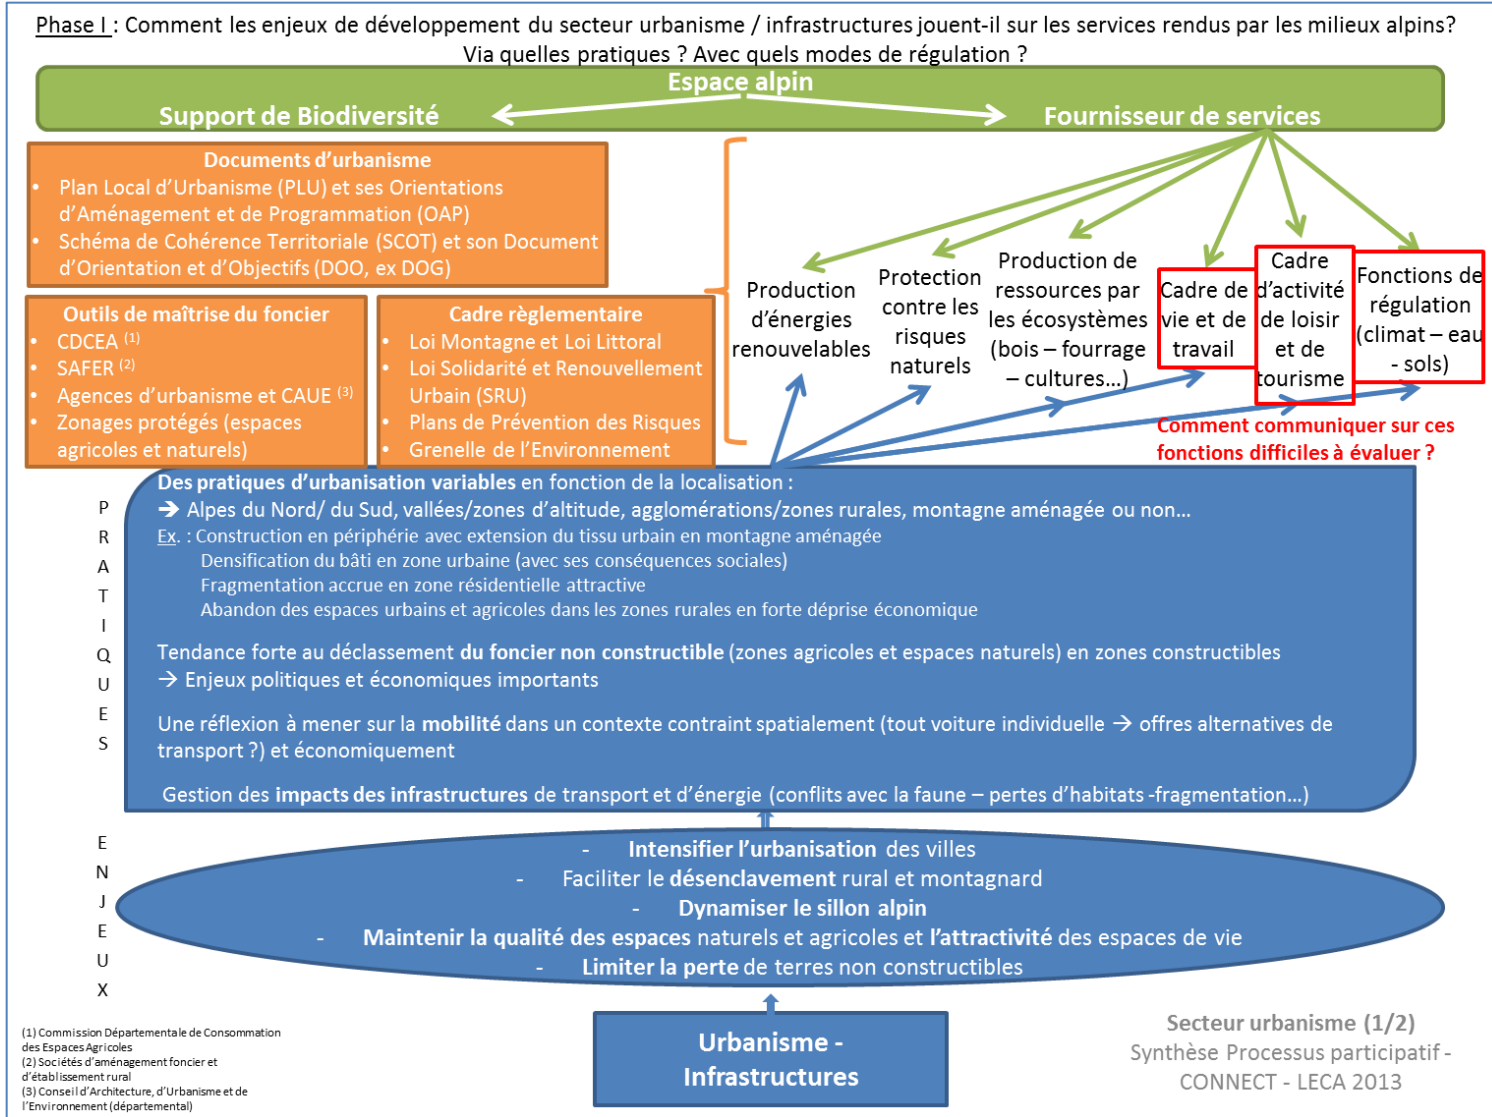 Phase I : Comment les enjeux de développement du secteur urbanisme / infrastructures jouent-il sur les services rendus par les milieux alpins?
Via quelles pratiques ? Avec quels modes de régulation ?
Espace alpin
Support de Biodiversité
Fournisseur de services
Documents d'urbanisme
• Plan Local d'Urbanisme (PLU) et ses Orientations
d'Aménagement et de Programmation (OAP)
• Schéma de Cohérence Territoriale (SCOT) et son Document
d'Orientation et d'Objectifs (DOO, ex DOG)
Outils de maîtrise du foncier
• CDCEA (1)
• SAFER (2)
• Agences d'urbanisme et CAUE (3)
• Zonages protégés (espaces
agricoles et naturels)
Cadre règlementaire
• Loi Montagne et Loi Littoral
• Loi Solidarité et Renouvellement
Urbain (SRU)
• Plans de Prévention des Risques
• Grenelle de l'Environnement
Production
d'énergies
renouvelables
Protection
contre les
risques
naturels
Production de
ressources par
les écosystèmes
(bois – fourrage
– cultures…)
Cadre de
vie et de
travail
Cadre
d'activité
de loisir
et de
tourisme
Fonctions de
régulation
(climat – eau
- sols)
Comment communiquer sur ces
fonctions difficiles à évaluer ?
PRATIQUES
Des pratiques d'urbanisation variables en fonction de la localisation :
➔ Alpes du Nord/ du Sud, vallées/zones d'altitude, agglomérations/zones rurales, montagne aménagée ou non…
Ex. : Construction en périphérie avec extension du tissu urbain en montagne aménagée
Densification du bâti en zone urbaine (avec ses conséquences sociales)
Fragmentation accrue en zone résidentielle attractive
Abandon des espaces urbains et agricoles dans les zones rurales en forte déprise économique
Tendance forte au déclassement du foncier non constructible (zones agricoles et espaces naturels) en zones constructibles
→ Enjeux politiques et économiques importants
Une réflexion à mener sur la mobilité dans un contexte contraint spatialement (tout voiture individuelle → offres alternatives de
transport ?) et économiquement
Gestion des impacts des infrastructures de transport et d'énergie (conflits avec la faune – pertes d'habitats -fragmentation…)
ENJEUX
- Intensifier l'urbanisation des villes
- Faciliter le désenclavement rural et montagnard
- Dynamiser le sillon alpin
- Maintenir la qualité des espaces naturels et agricoles et l'attractivité des espaces de vie
- Limiter la perte de terres non constructibles
Urbanisme -
Infrastructures
(1) Commission Départementale de Consommation
des Espaces Agricoles
(2) Sociétés d'aménagement foncier et
d'établissement rural
(3) Conseil d'Architecture, d'Urbanisme et de
l'Environnement (départemental)
Secteur urbanisme (1/2)
Synthèse Processus participatif -
CONNECT - LECA 2013